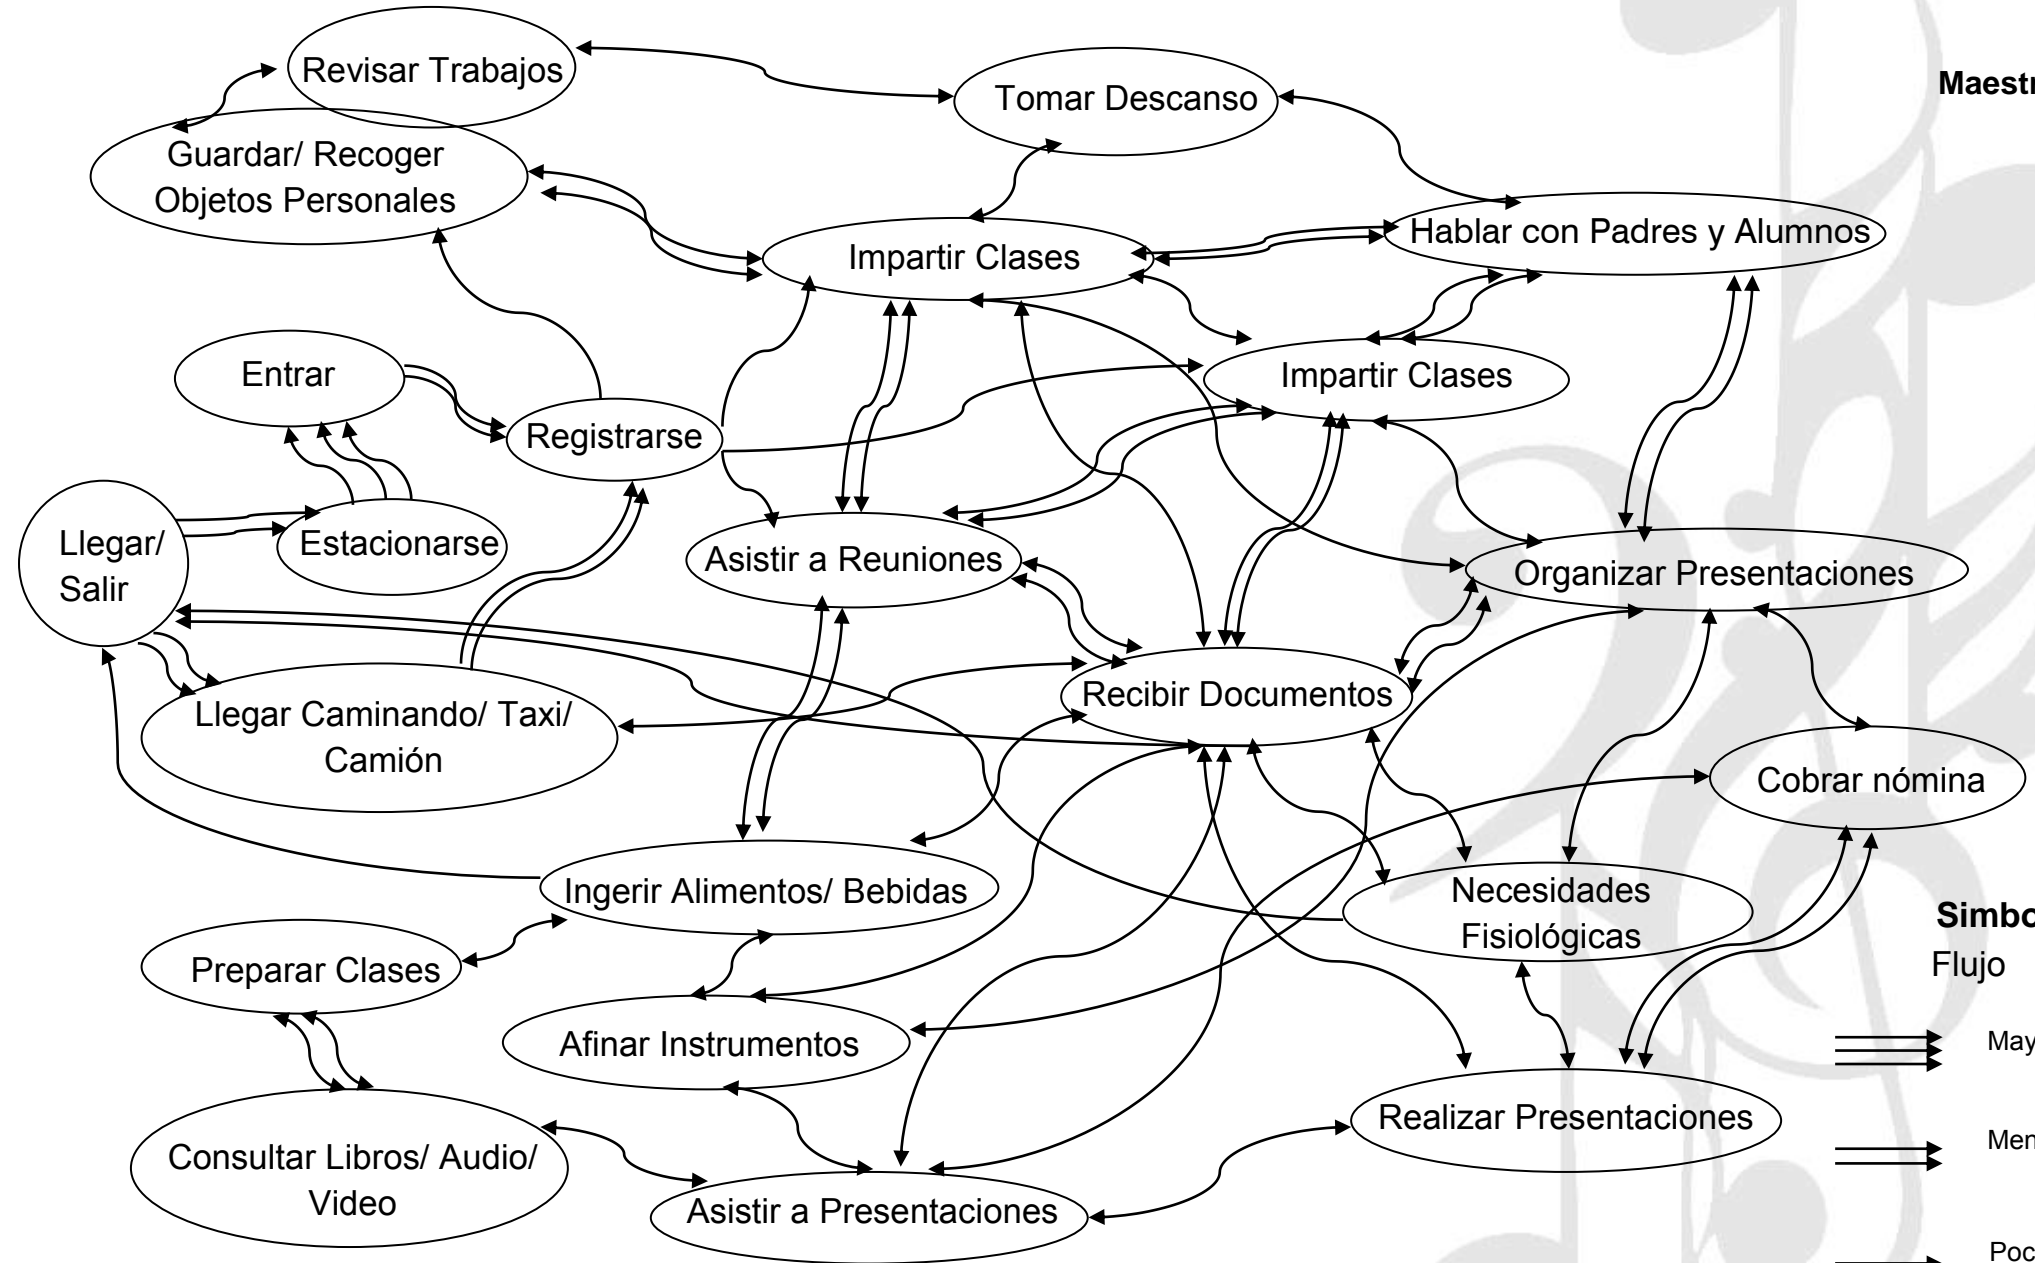 Revisar Trabajos
Tomar Descanso
Guardar/ Recoger
Objetos Personales
Impartir Clases
Hablar con Padres y Alumnos
Entrar
Impartir Clases
Registrarse
Llegar/
Salir
Estacionarse
Asistir a Reuniones
Organizar Presentaciones
Recibir Documentos
Llegar Caminando/ Taxi/
Camión
Cobrar nómina
Ingerir Alimentos/ Bebidas
Necesidades
Fisiológicas
Preparar Clases
Afinar Instrumentos
Realizar Presentaciones
Consultar Libros/ Audio/
Video
Asistir a Presentaciones
Flujo